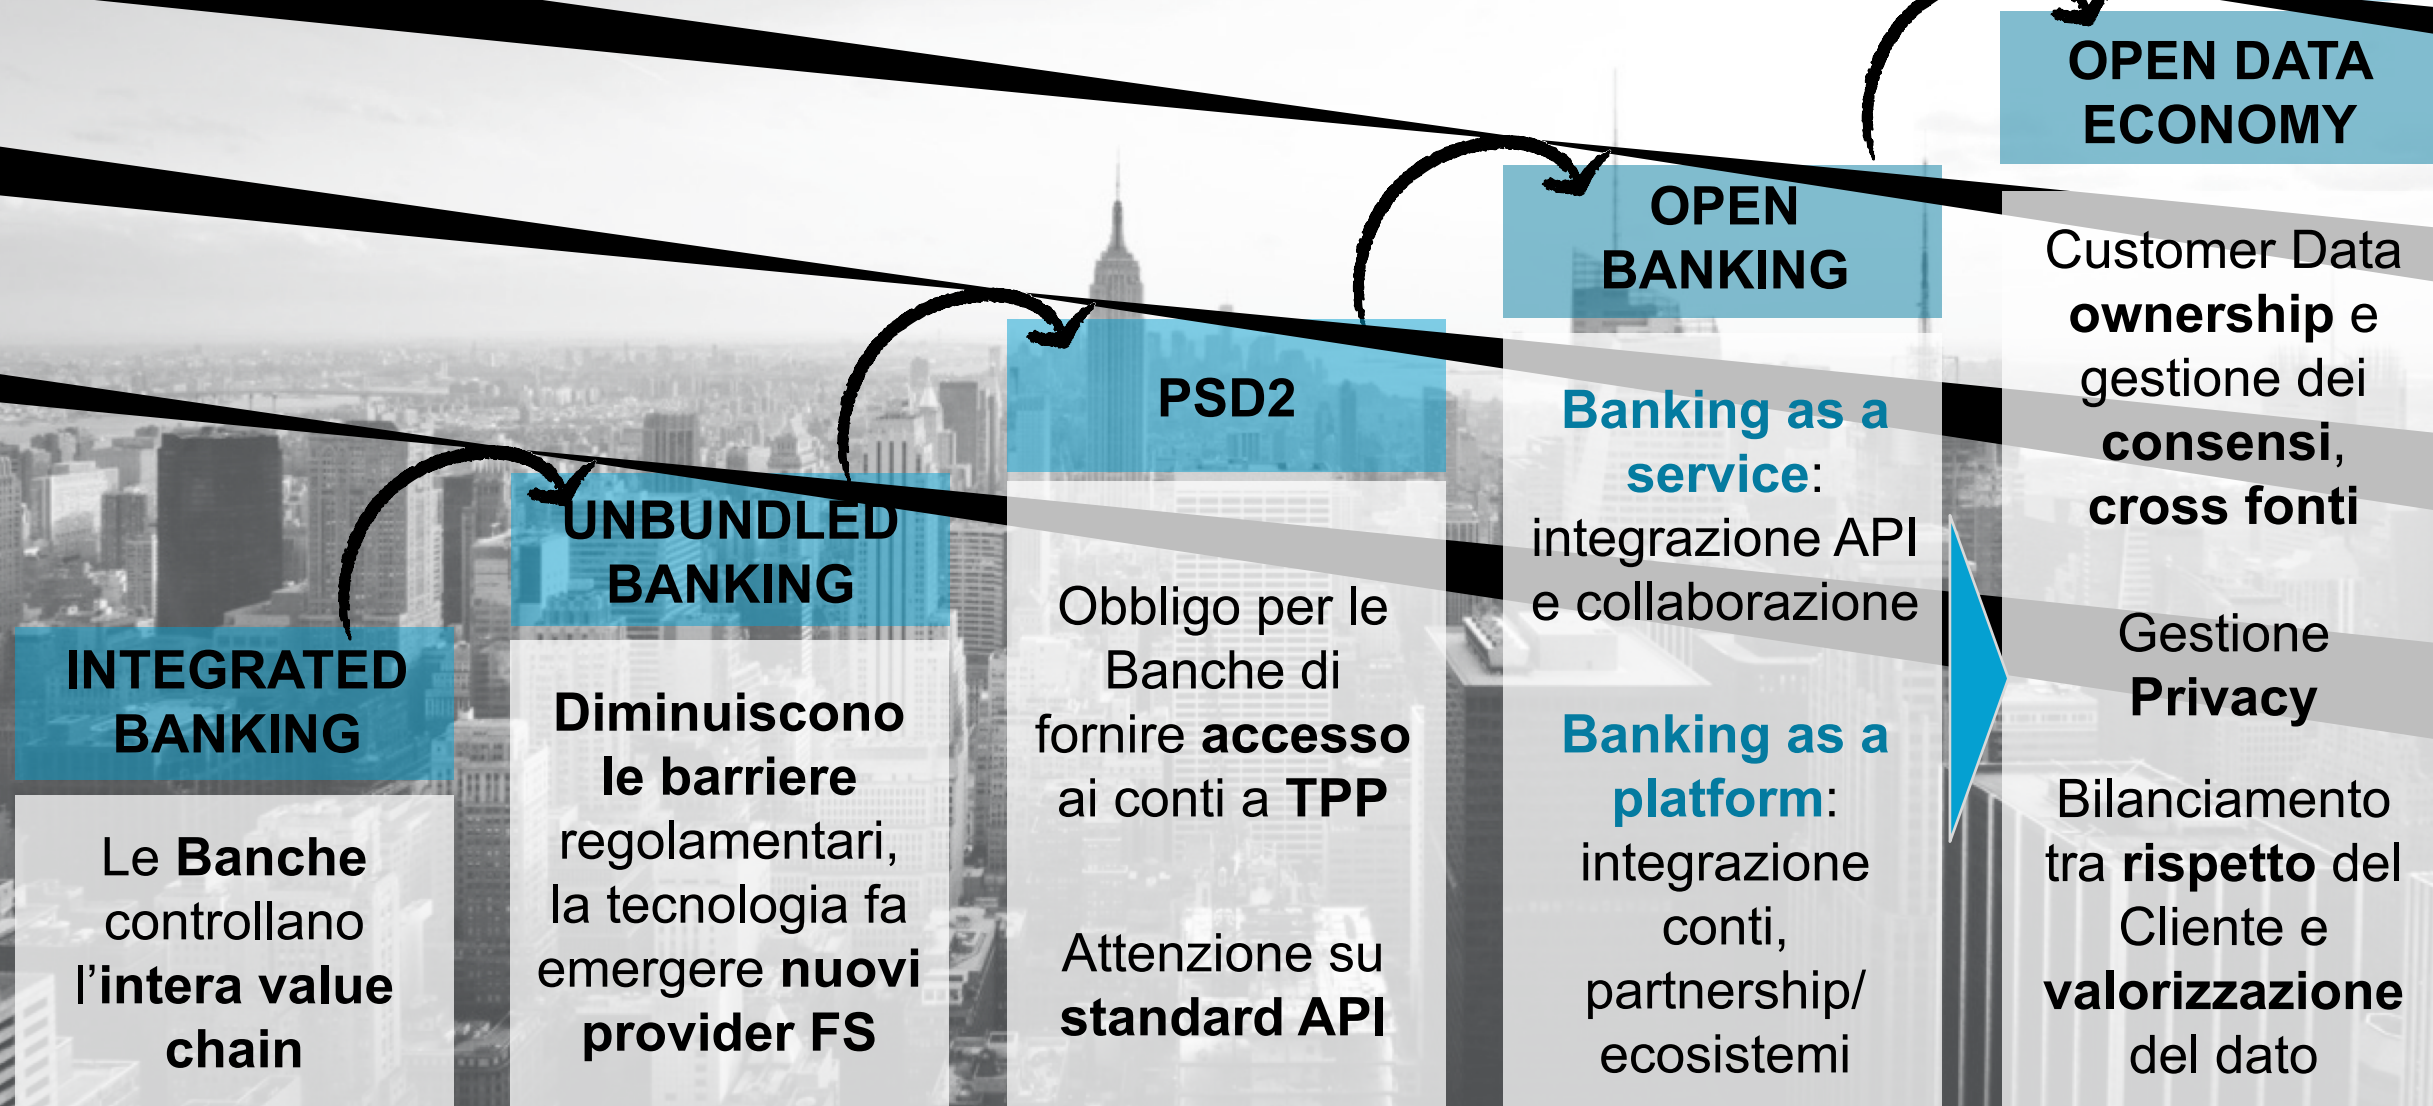 INTEGRATED
BANKING
Le Banche
controllano
l'intera value
chain
UNBUNDLED
BANKING
Diminuiscono
le barriere
regolamentari,
la tecnologia fa
emergere nuovi
provider FS
PSD2
Obbligo per le
Banche di
fornire accesso
ai conti a TPP
Attenzione su
standard API
OPEN
BANKING
Banking as a
service:
integrazione API
e collaborazione
Banking as a
platform:
integrazione
conti,
partnership/
ecosistemi
OPEN DATA
ECONOMY
Customer Data
ownership e
gestione dei
consensi,
cross fonti
Gestione
Privacy
Bilanciamento
tra rispetto del
Cliente e
valorizzazione
del dato